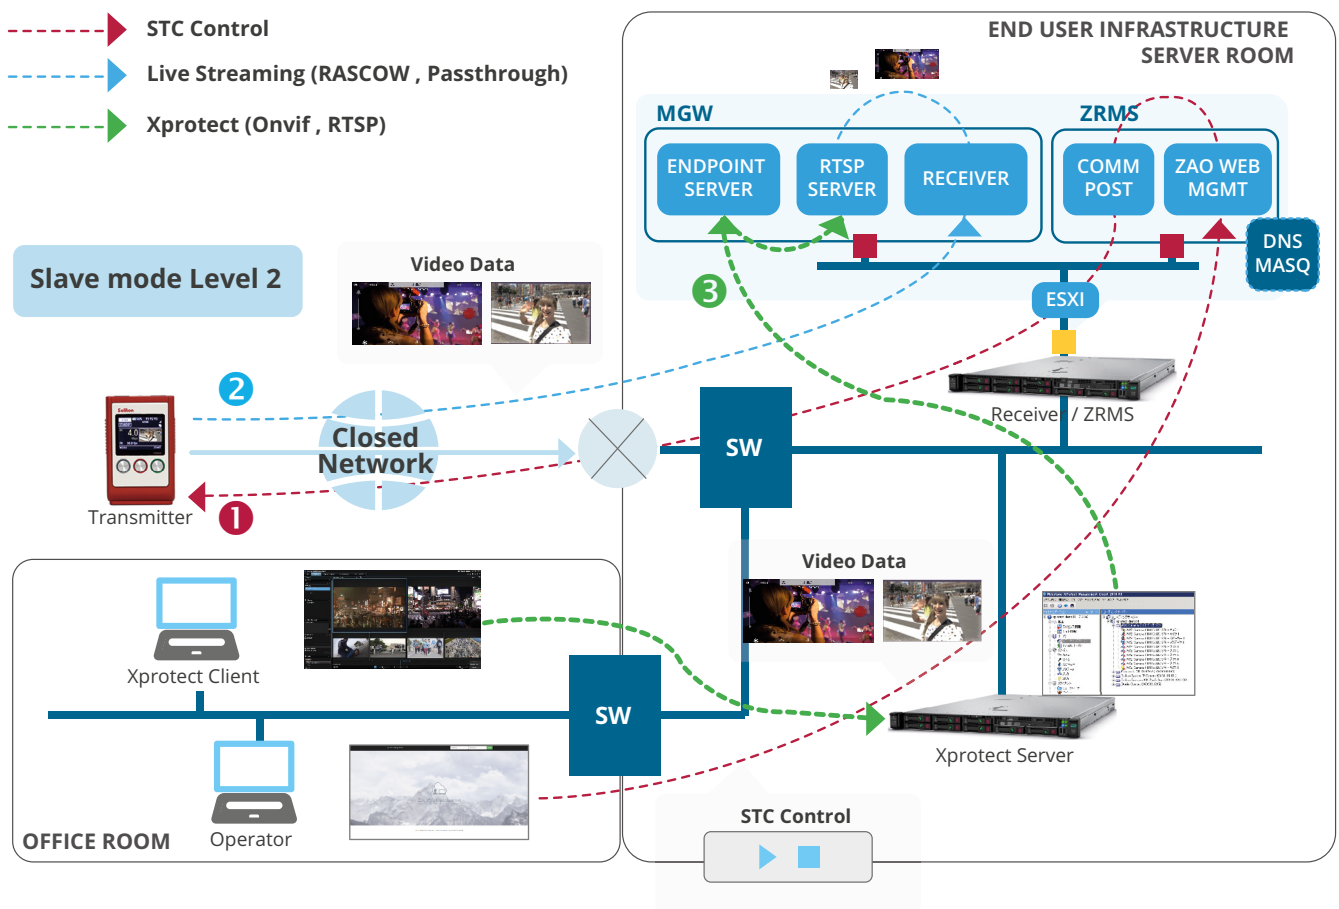 STC Control
Live Streaming (RASCOW , Passthrough)
Xprotect (Onvif , RTSP)
END USER INFRASTRUCTURE
SERVER ROOM
MGW
ZRMS
ENDPOINT
SERVER
RTSP
SERVER
RECEIVER
COMM
POST
ZAO WEB
MGMT
DNS
MASQ
ESXI
Slave mode Level 2
Video Data
3
2
Receiver / ZRMS
Closed
Network
SW
Soliton
1
Transmitter
Video Data
Xprotect Client
SW
Xprotect Server
Operator
STC Control
OFFICE ROOM